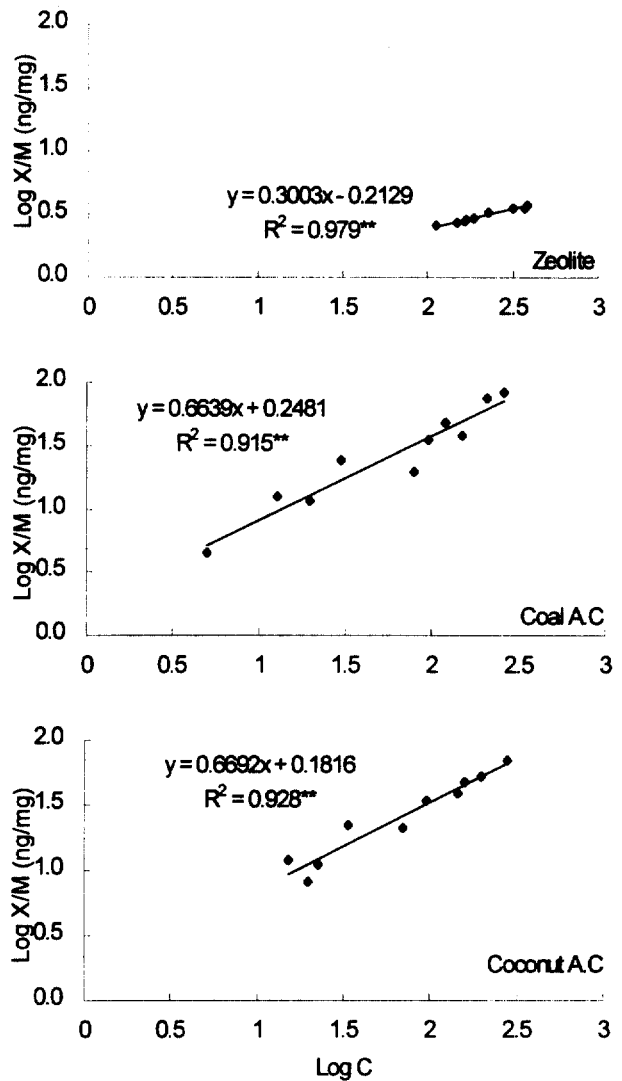 Log X/M (ng/mg)
2.0
1.5
1.0
0.5
0.0
y = 0.3003x - 0.2129
R² = 0.979**
Zeolite
0 0.5 1 1.5 2 2.5 3
Log X/M (ng/mg)
2.0
1.5
1.0
0.5
0.0
y = 0.6639x + 0.2481
R² = 0.915**
Coal A.C
0 0.5 1 1.5 2 2.5 3
Log X/M (ng/mg)
2.0
1.5
1.0
0.5
0.0
y = 0.6692x + 0.1816
R² = 0.928**
Coconut A.C
0 0.5 1 1.5 2 2.5 3
Log C